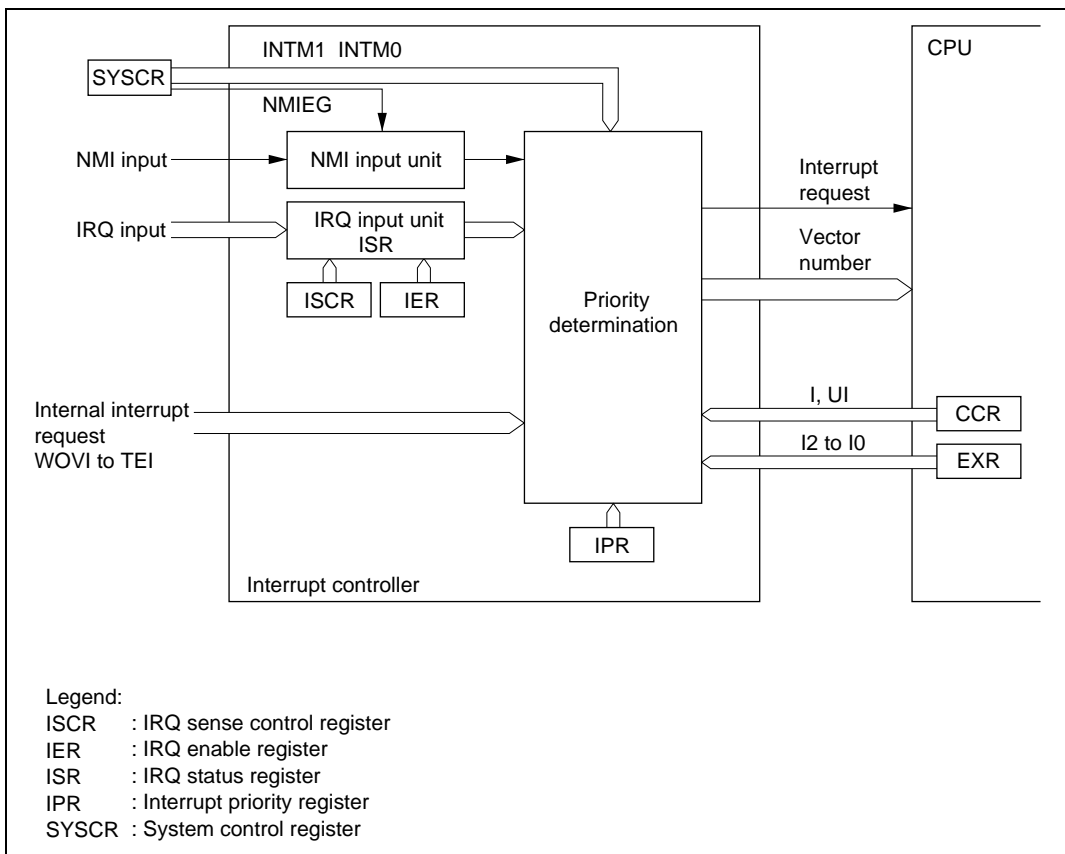 INTM1 INTM0
CPU
SYSCR
NMIEG
NMI input
NMI input unit
Interrupt
request
IRQ input
IRQ input unit
ISR
Vector
number
ISCR
IER
Priority
determination
Internal interrupt
request
WOVI to TEI
I, UI
CCR
I2 to I0
EXR
IPR
Interrupt controller
Legend:
ISCR : IRQ sense control register
IER : IRQ enable register
ISR : IRQ status register
IPR : Interrupt priority register
SYSCR : System control register